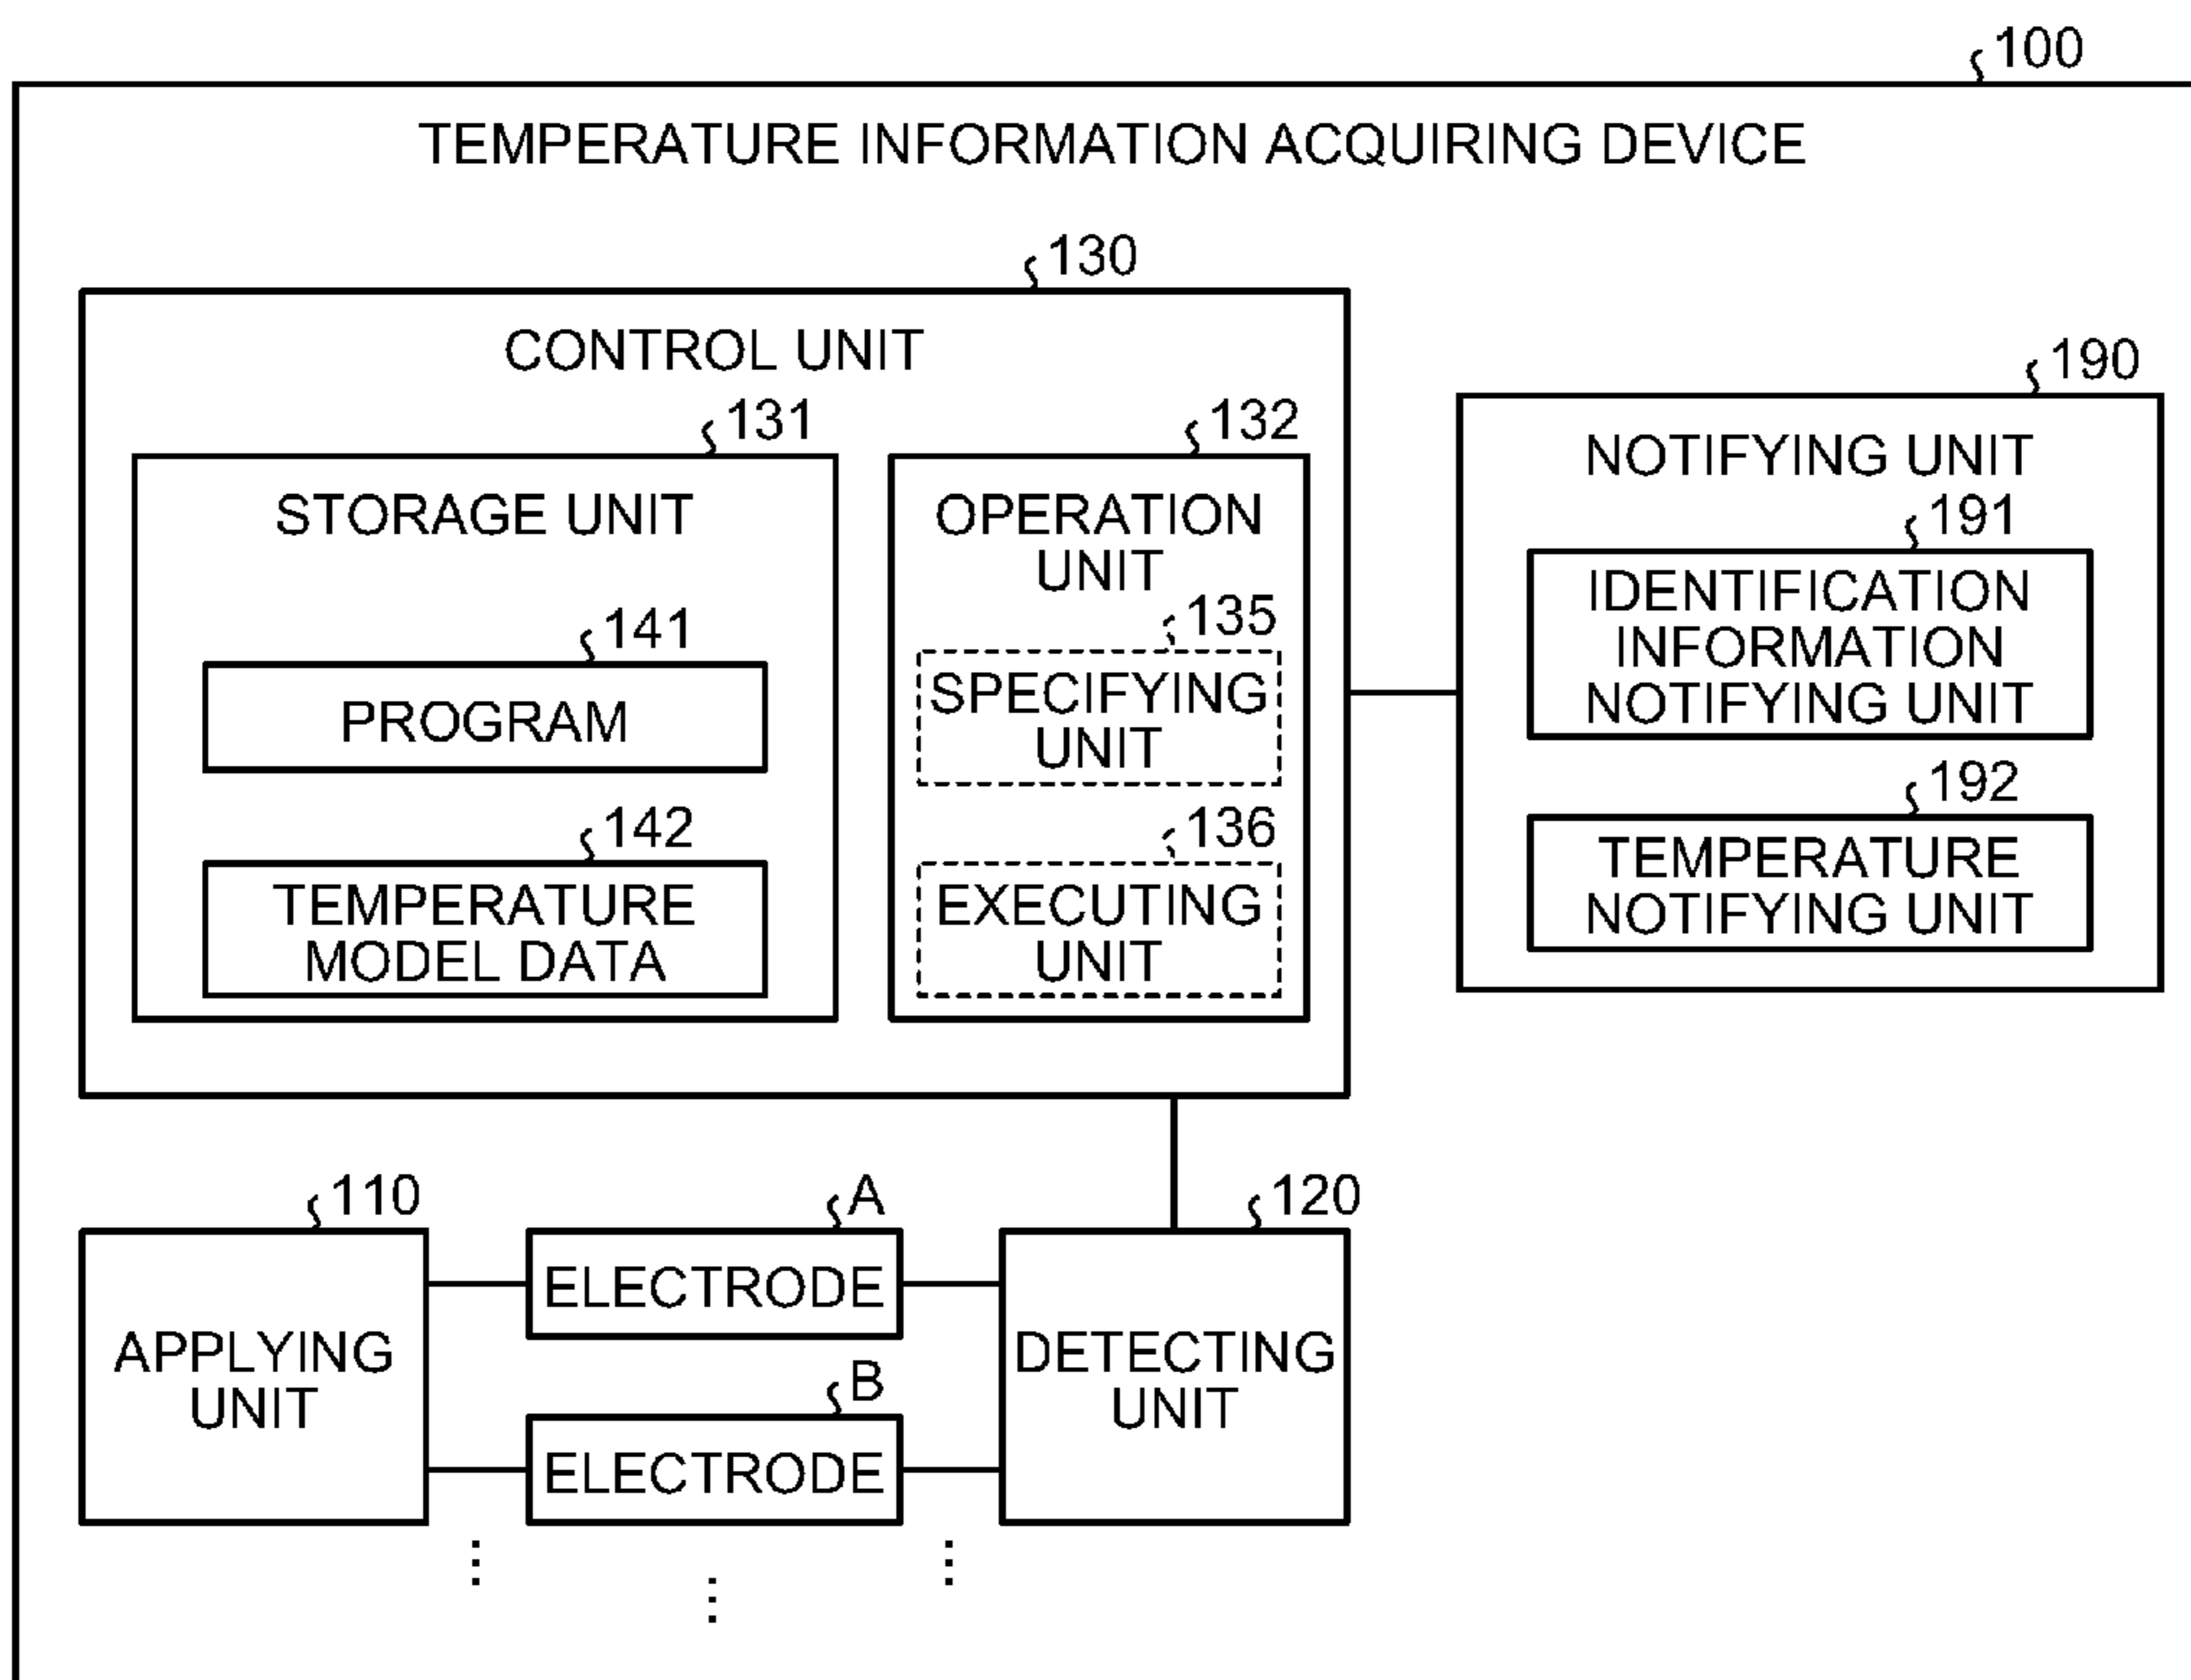 100
TEMPERATURE INFORMATION ACQUIRING DEVICE
130
CONTROL UNIT
131
STORAGE UNIT
141
PROGRAM
142
TEMPERATURE
MODEL DATA
132
OPERATION
UNIT
135
SPECIFYING
UNIT
136
EXECUTING
UNIT
190
NOTIFYING UNIT
191
IDENTIFICATION
INFORMATION
NOTIFYING UNIT
192
TEMPERATURE
NOTIFYING UNIT
110
APPLYING
UNIT
A
ELECTRODE
B
ELECTRODE
120
DETECTING
UNIT